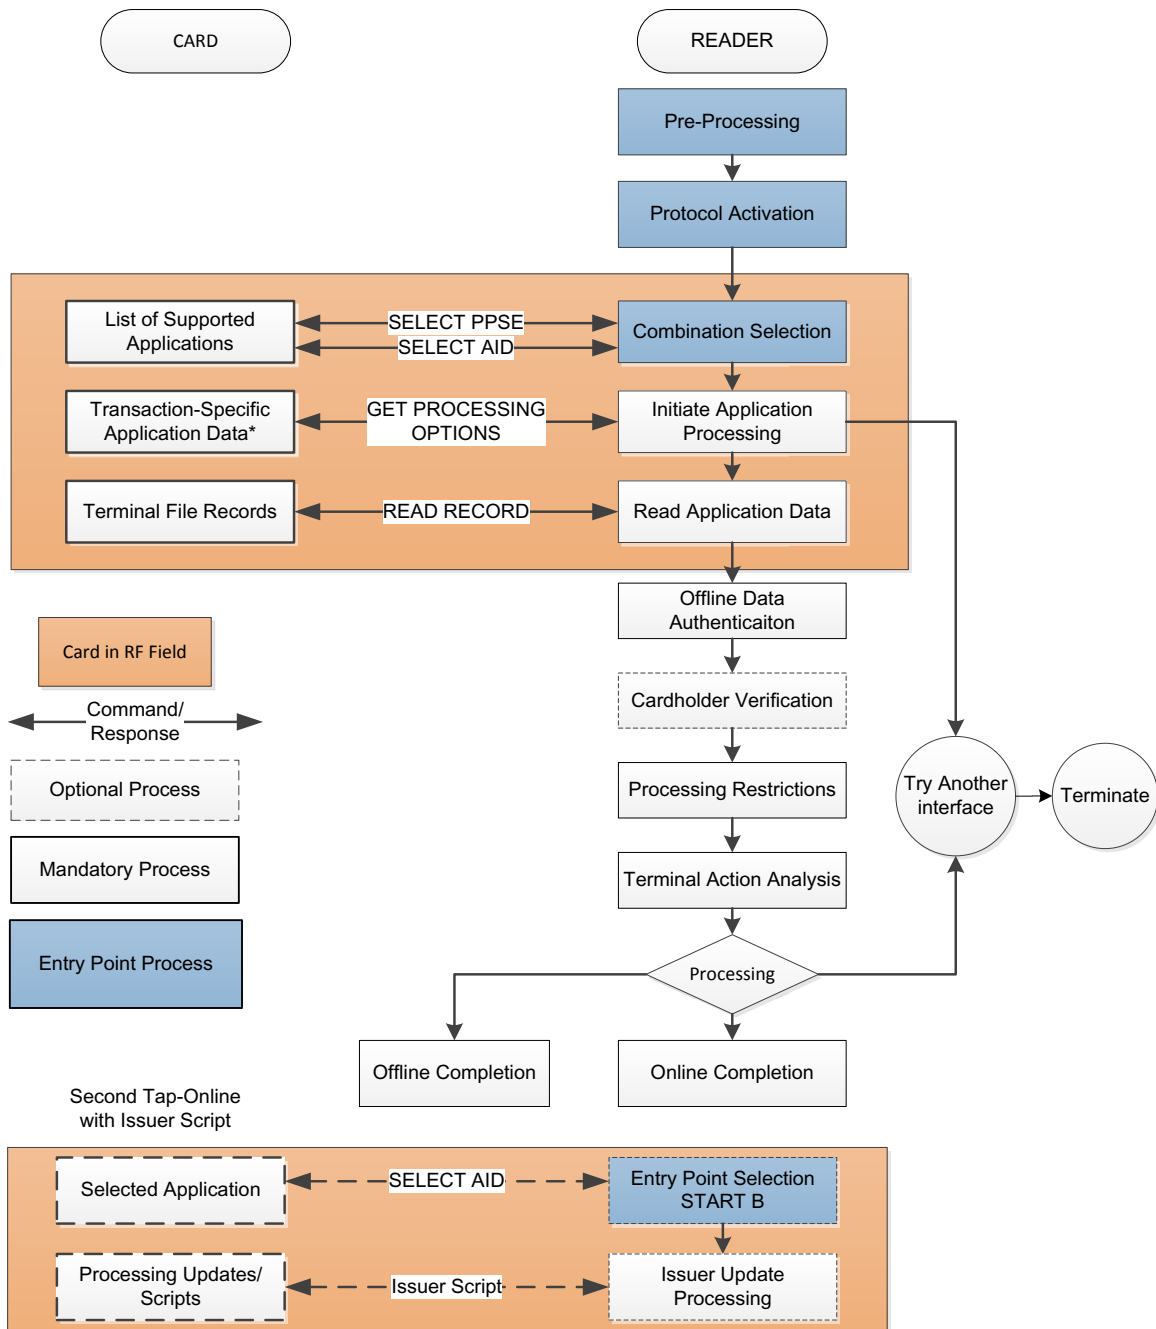 CARD
READER
Pre-Processing
Protocol Activation
List of Supported
Applications
SELECT PPSE
SELECT AID
Combination Selection
Transaction-Specific
Application Data*
GET PROCESSING
OPTIONS
Initiate Application
Processing
Terminal File Records
READ RECORD
Read Application Data
Offline Data
Authenticaiton
Card in RF Field
Command/
Response
Cardholder Verification
Optional Process
Processing Restrictions
Try Another
interface
Terminate
Mandatory Process
Terminal Action Analysis
Entry Point Process
Processing
Offline Completion
Online Completion
Second Tap-Online
with Issuer Script
Selected Application
SELECT AID
Entry Point Selection
START B
Processing Updates/
Scripts
Issuer Script
Issuer Update
Processing